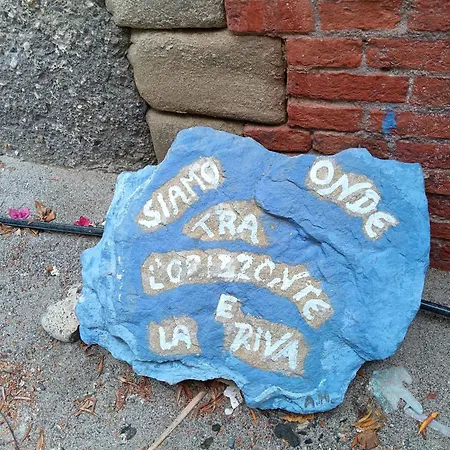 SIAMO ONDE
TRA
L'ORIZZONTE
E
LA RIVA
A.M.